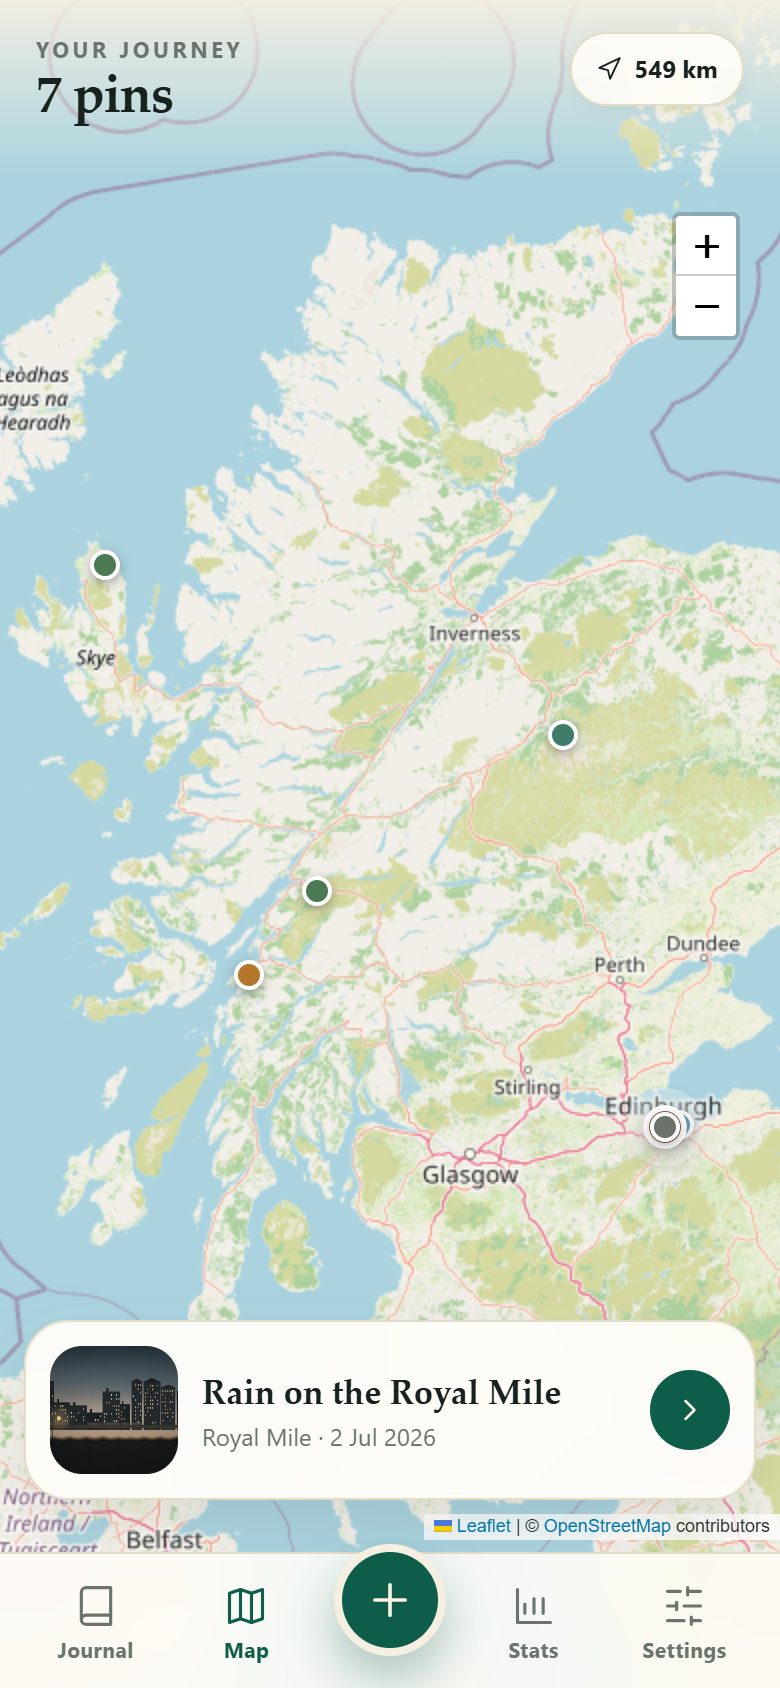 YOUR JOURNEY
7 pins
549 km
+
−
Leòdhas
agus na
Hearadh
Inverness
Skye
Dundee
Perth
Stirling
Edinburgh
Glasgow
Rain on the Royal Mile
Royal Mile · 2 Jul 2026
Northern
Ireland /
Tuaisceart
Belfast
Leaflet | © OpenStreetMap contributors
Journal
Map
Stats
Settings